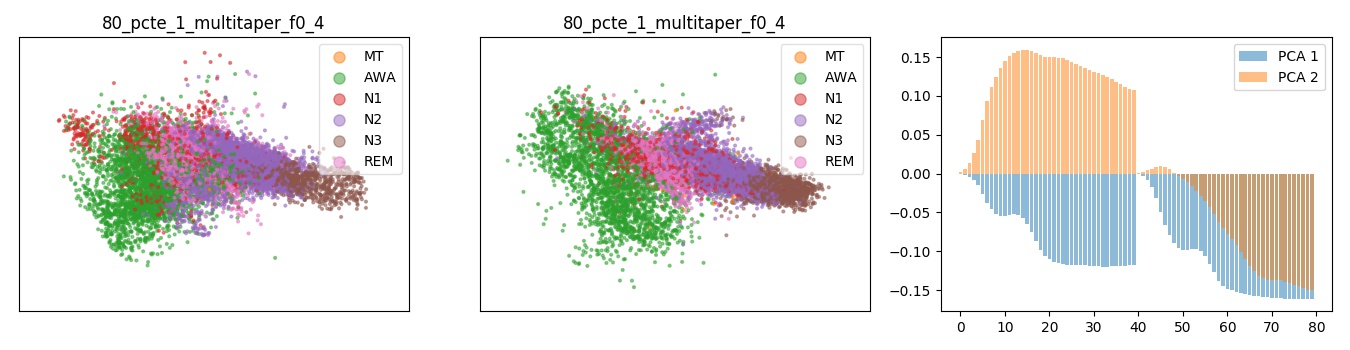 80_pcte_1_multitaper_f0_4
MT
AWA
N1
N2
N3
REM
80_pcte_1_multitaper_f0_4
MT
AWA
N1
N2
N3
REM
PCA 1
PCA 2
0.15
0.10
0.05
0.00
−0.05
−0.10
−0.15
0 10 20 30 40 50 60 70 80